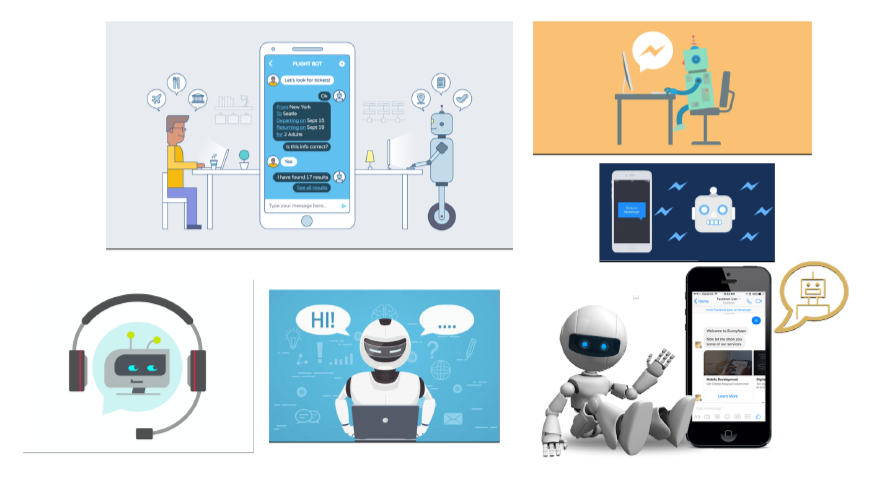 FLIGHT BOT
Let's look for tickets!
Ok
From New York
To Seattle
Departing on Sept 15
Returning on Sept 19
for 2 Adults
Is this info correct?
Yes
I have found 17 results
See all results
Type your message here...
HI!
....
Home
Welcome to
Now let me show you
some of our services
Mobile Development
Learn More